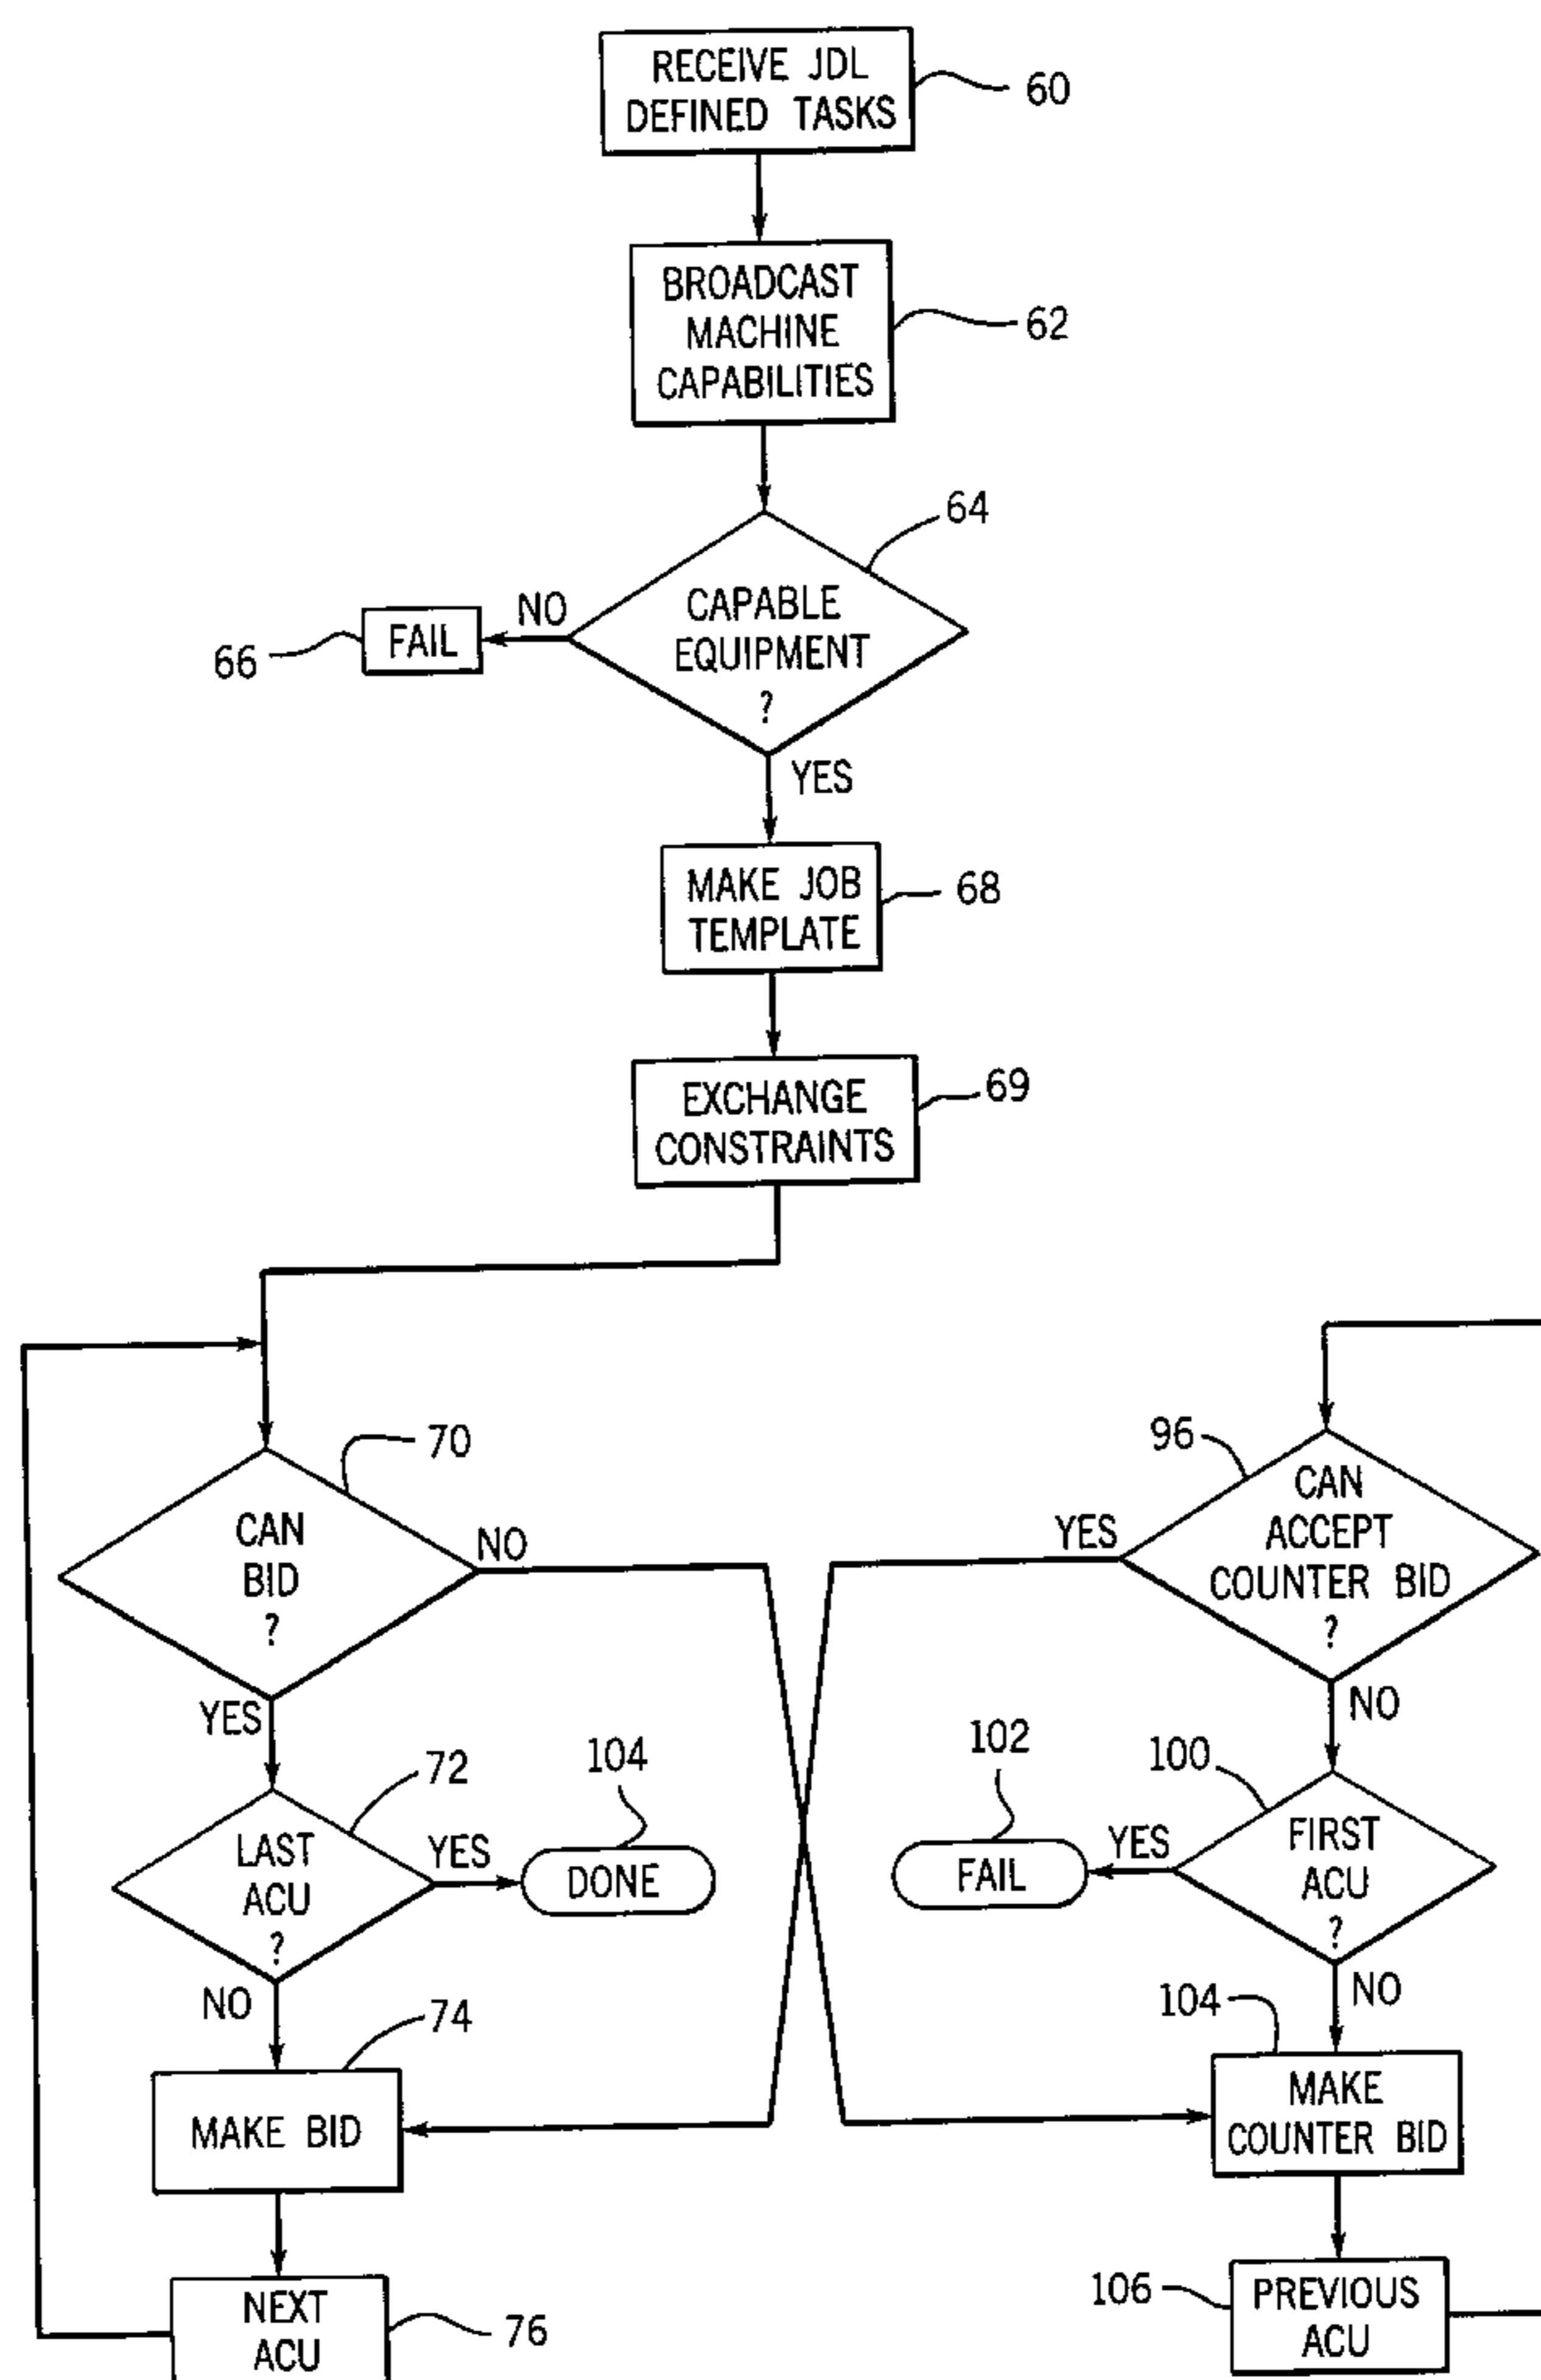 RECEIVE JDL
DEFINED TASKS
60
BROADCAST
MACHINE
CAPABILITIES
62
64
CAPABLE
EQUIPMENT
?
NO
FAIL
66
YES
MAKE JOB
TEMPLATE
68
EXCHANGE
CONSTRAINTS
69
70
CAN
BID
?
NO
YES
72
LAST
ACU
?
YES
104
DONE
NO
74
MAKE BID
NEXT
ACU
76
96
CAN
ACCEPT
COUNTER BID
?
YES
NO
100
FIRST
ACU
?
YES
102
FAIL
NO
104
MAKE
COUNTER BID
106
PREVIOUS
ACU